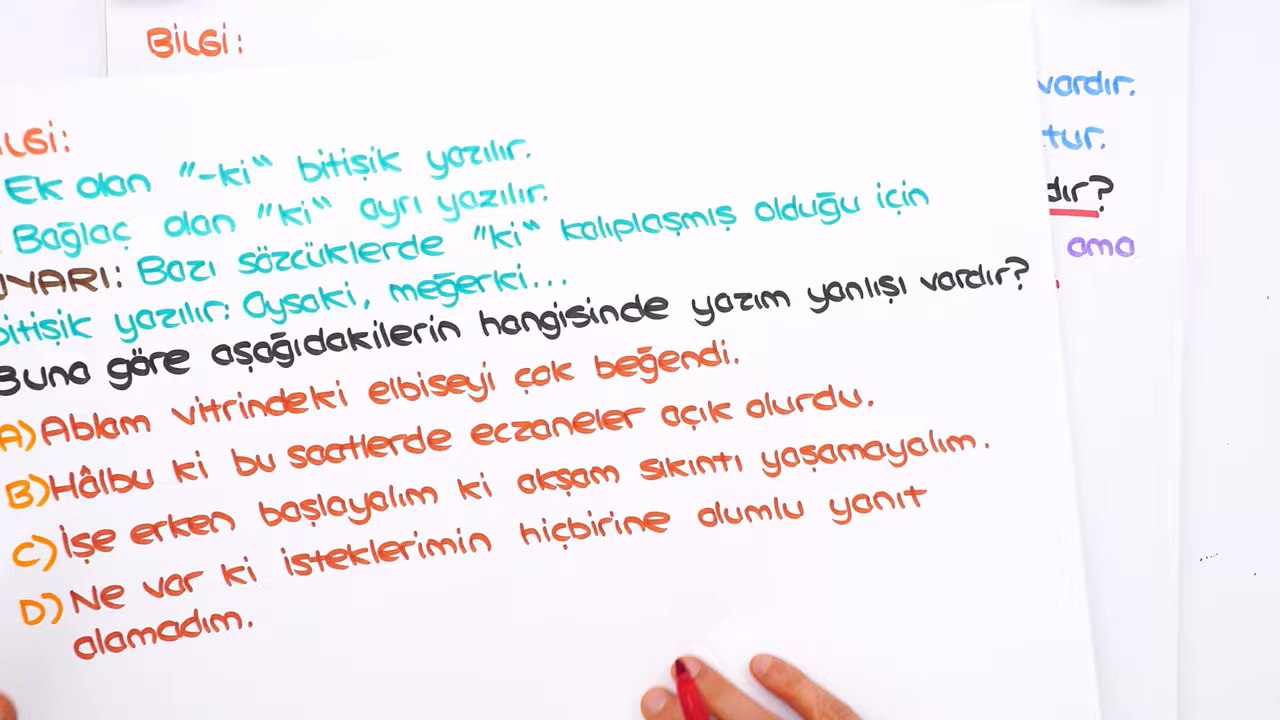 BİLGİ:
vardır.
tur.
dır?
ama
LGİ:
Ek olan "-ki" bitişik yazılır.
Bağlaç olan "ki" ayrı yazılır.
UYARI: Bazı sözcüklerde "ki" kalıplaşmış olduğu için
bitişik yazılır: Oysaki, meğerki...
Buna göre aşağıdakilerin hangisinde yazım yanlışı vardır?
A) Ablam vitrindeki elbiseyi çok beğendi.
B) Hâlbu ki bu saatlerde eczaneler açık olurdu.
C) İşe erken başlayalım ki akşam sıkıntı yaşamayalım.
D) Ne var ki isteklerimin hiçbirine olumlu yanıt
alamadım.